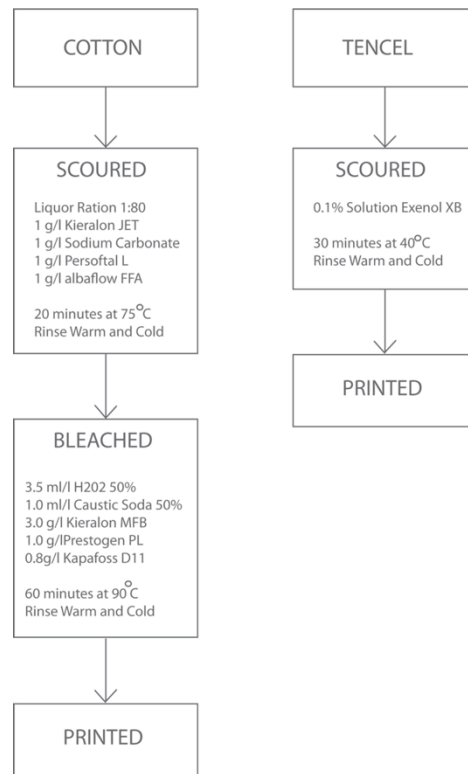 COTTON
SCOURED
Liquor Ration 1:80
1 g/l Kieralon JET
1 g/l Sodium Carbonate
1 g/l Persoftal L
1 g/l albaflow FFA
20 minutes at 75°C
Rinse Warm and Cold
BLEACHED
3.5 ml/l H202 50%
1.0 ml/l Caustic Soda 50%
3.0 g/l Kieralon MFB
1.0 g/lPrestogen PL
0.8g/l Kapafoss D11
60 minutes at 90°C
Rinse Warm and Cold
PRINTED
TENCEL
SCOURED
0.1% Solution Exenol XB
30 minutes at 40°C
Rinse Warm and Cold
PRINTED